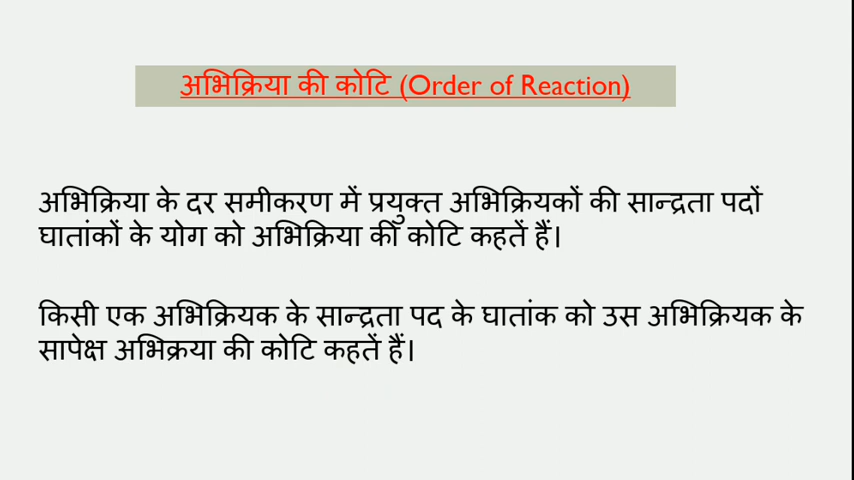 अभिक्रिया की कोटि (Order of Reaction)
अभिक्रिया के दर समीकरण में प्रयुक्त अभिक्रियकों की सान्द्रता पदों
घातांकों के योग को अभिक्रिया की कोटि कहतें हैं।
किसी एक अभिक्रियक के सान्द्रता पद के घातांक को उस अभिक्रियक के
सापेक्ष अभिक्रया की कोटि कहतें हैं।